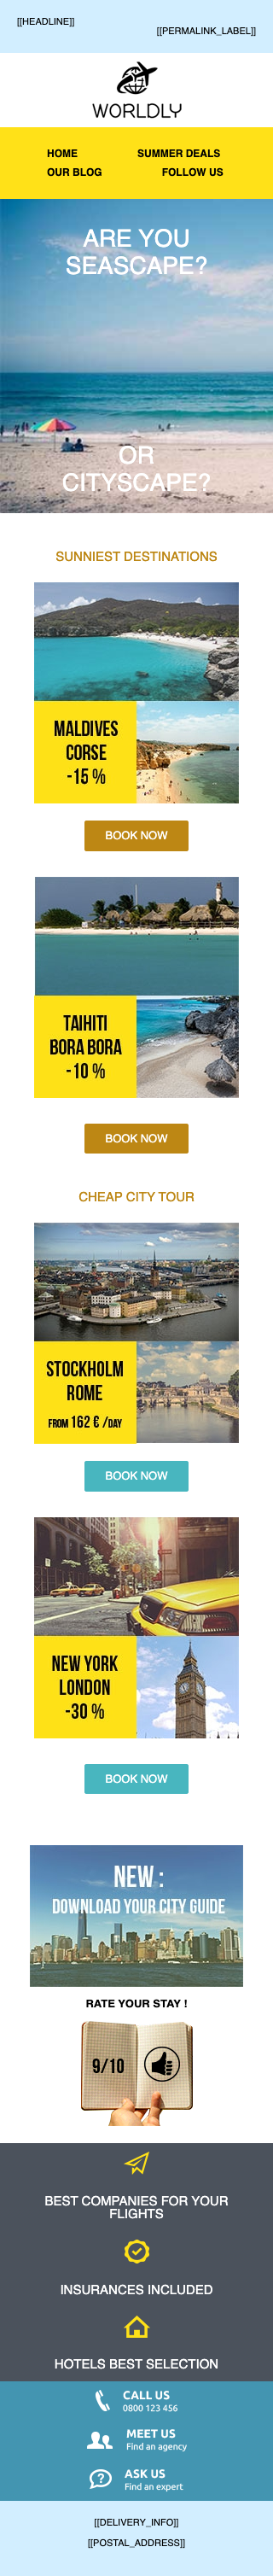 [[HEADLINE]]
[[PERMALINK_LABEL]]
WORLDLY
HOME
SUMMER DEALS
OUR BLOG
FOLLOW US
ARE YOU
SEASCAPE?
OR
CITYSCAPE?
SUNNIEST DESTINATIONS
MALDIVES
CORSE
-15 %
BOOK NOW
TAIHITI
BORA BORA
-10 %
BOOK NOW
CHEAP CITY TOUR
STOCKHOLM
ROME
FROM 162 € /DAY
BOOK NOW
NEW YORK
LONDON
-30 %
BOOK NOW
NEW :
DOWNLOAD YOUR CITY GUIDE
RATE YOUR STAY !
9/10
BEST COMPANIES FOR YOUR
FLIGHTS
INSURANCES INCLUDED
HOTELS BEST SELECTION
CALL US
0800 123 456
MEET US
Find an agency
ASK US
Find an expert
[[DELIVERY_INFO]]
[[POSTAL_ADDRESS]]